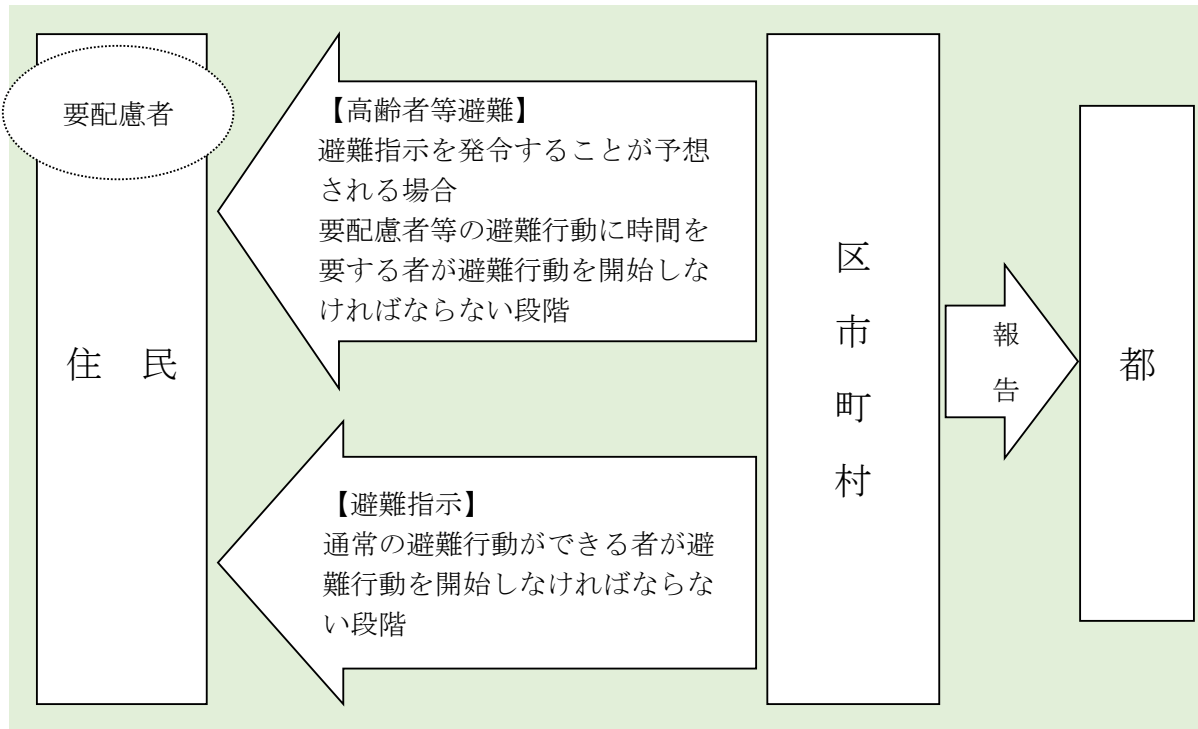 要配慮者
住　民
【高齢者等避難】
避難指示を発令することが予想
される場合
要配慮者等の避難行動に時間を
要する者が避難行動を開始しな
ければならない段階
【避難指示】
通常の避難行動ができる者が避
難行動を開始しなければならな
い段階
区市町村
報告
都